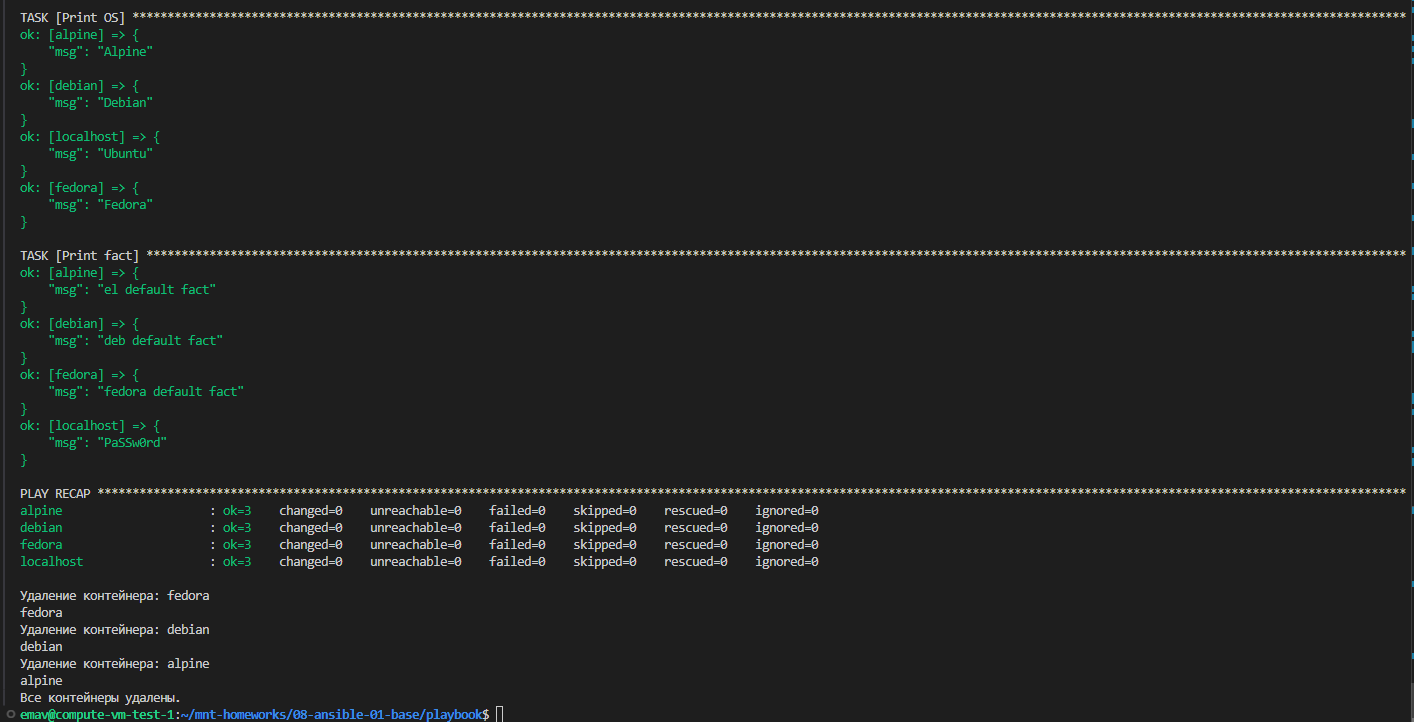 TASK [Print OS] **************************************************************************************************************************************************************************************
ok: [alpine] => {
    "msg": "Alpine"
}
ok: [debian] => {
    "msg": "Debian"
}
ok: [localhost] => {
    "msg": "Ubuntu"
}
ok: [fedora] => {
    "msg": "Fedora"
}
TASK [Print fact] ************************************************************************************************************************************************************************************
ok: [alpine] => {
    "msg": "el default fact"
}
ok: [debian] => {
    "msg": "deb default fact"
}
ok: [fedora] => {
    "msg": "fedora default fact"
}
ok: [localhost] => {
    "msg": "PaSSw0rd"
}
PLAY RECAP *******************************************************************************************************************************************************************************************
alpine                     : ok=3    changed=0    unreachable=0    failed=0    skipped=0    rescued=0    ignored=0
debian                     : ok=3    changed=0    unreachable=0    failed=0    skipped=0    rescued=0    ignored=0
fedora                     : ok=3    changed=0    unreachable=0    failed=0    skipped=0    rescued=0    ignored=0
localhost                  : ok=3    changed=0    unreachable=0    failed=0    skipped=0    rescued=0    ignored=0
Удаление контейнера: fedora
fedora
Удаление контейнера: debian
debian
Удаление контейнера: alpine
alpine
Все контейнеры удалены.
emav@compute-vm-test-1:~/mnt-homeworks/08-ansible-01-base/playbook$